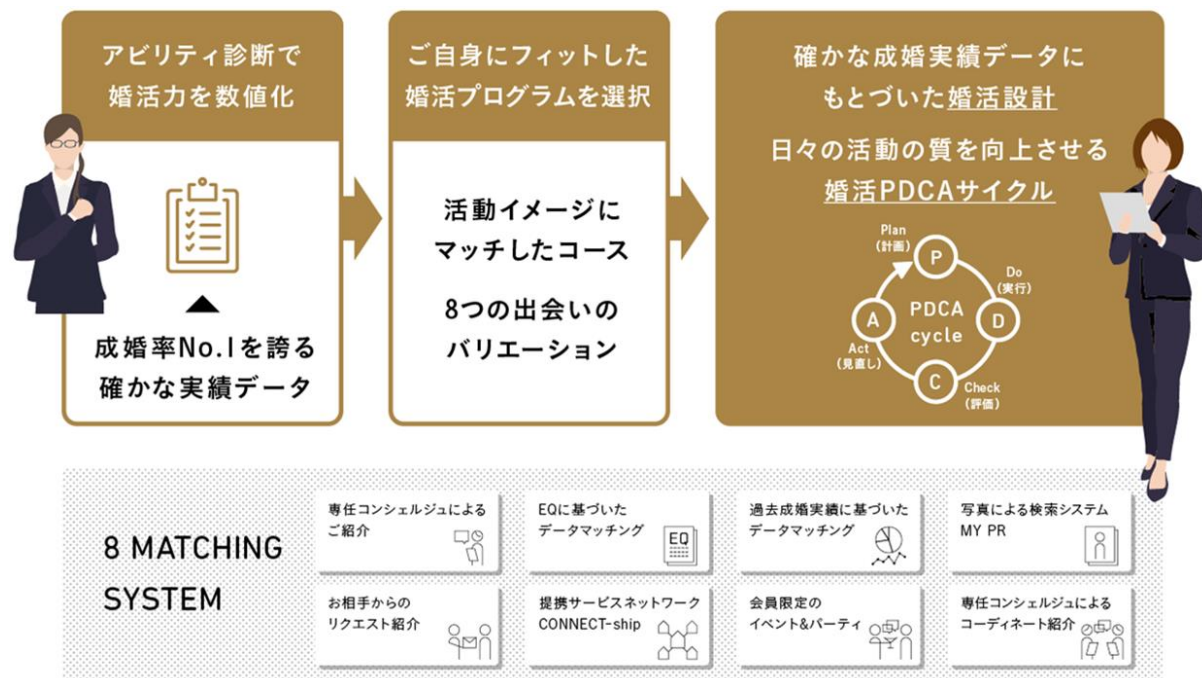 アビリティ診断で
婚活力を数値化
成婚率No.1を誇る
確かな実績データ
ご自身にフィットした
婚活プログラムを選択
活動イメージに
マッチしたコース
8つの出会いの
バリエーション
確かな成婚実績データに
もとづいた婚活設計
日々の活動の質を向上させる
婚活PDCAサイクル
Plan
(計画)
P
Do
(実行)
A
PDCA
cycle
D
Act
(見直し)
C
Check
(評価)
8 MATCHING
SYSTEM
専任コンシェルジュによる
ご紹介
EQに基づいた
データマッチング
EQ
過去成婚実績に基づいた
データマッチング
写真による検索システム
MY PR
お相手からの
リクエスト紹介
提携サービスネットワーク
CONNECT-ship
会員限定の
イベント&パーティ
専任コンシェルジュによる
コーディネート紹介